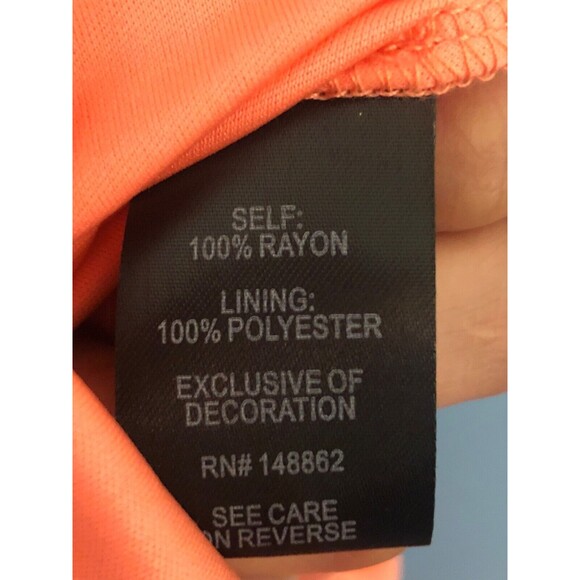 SELF:
100% RAYON
LINING:
100% POLYESTER
EXCLUSIVE OF
DECORATION
RN# 148862
SEE CARE
ON REVERSE